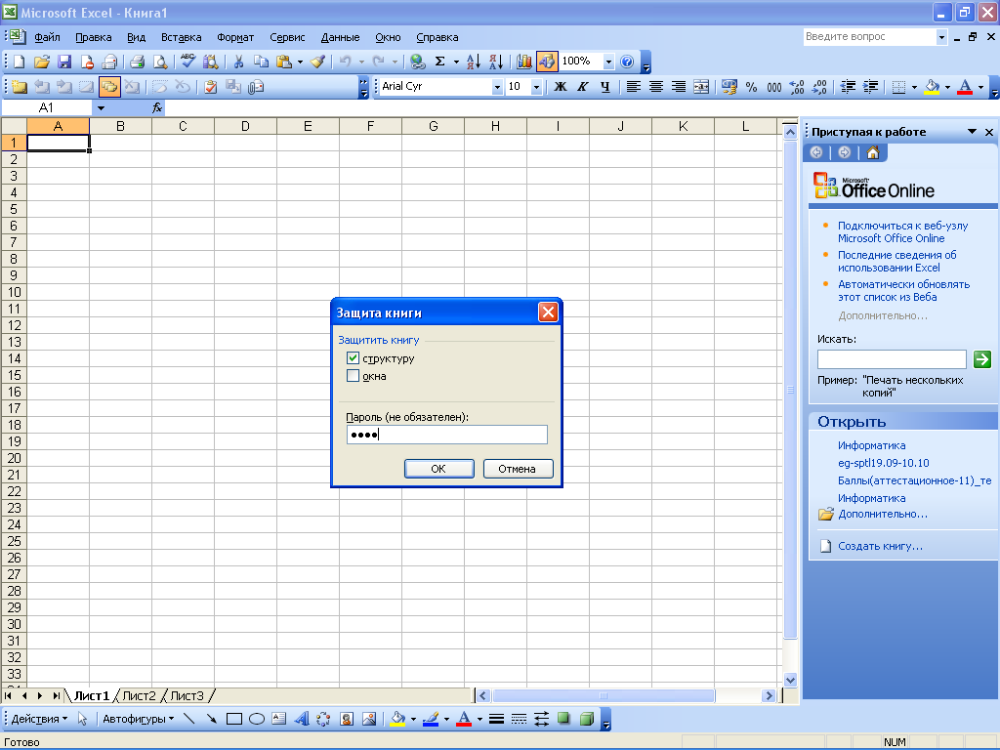 Microsoft Excel - Книга1
Файл Правка Вид Вставка Формат Сервис Данные Окно Справка
Введите вопрос
100%
Arial Cyr 10 Ж К Ч
% 000
A1 fx
A B C D E F G H I J K L
1
2
3
4
5
6
7
8
9
10
11
12
13
14
15
16
17
18
19
20
21
22
23
24
25
26
27
28
29
30
31
32
33
Защита книги
Защитить книгу
структуру
окна
Пароль (не обязателен):
••••
OK Отмена
Приступая к работе
Microsoft
Office Online
Подключиться к веб-узлу
Microsoft Office Online
Последние сведения об
использовании Excel
Автоматически обновлять
этот список из Веба
Дополнительно...
Искать:
Пример: "Печать нескольких
копий"
Открыть
Информатика
eg-sptl19.09-10.10
Баллы(аттестационное-11)_те
Информатика
Дополнительно...
Создать книгу...
Лист1 Лист2 Лист3
Действия Автофигуры
Готово NUM